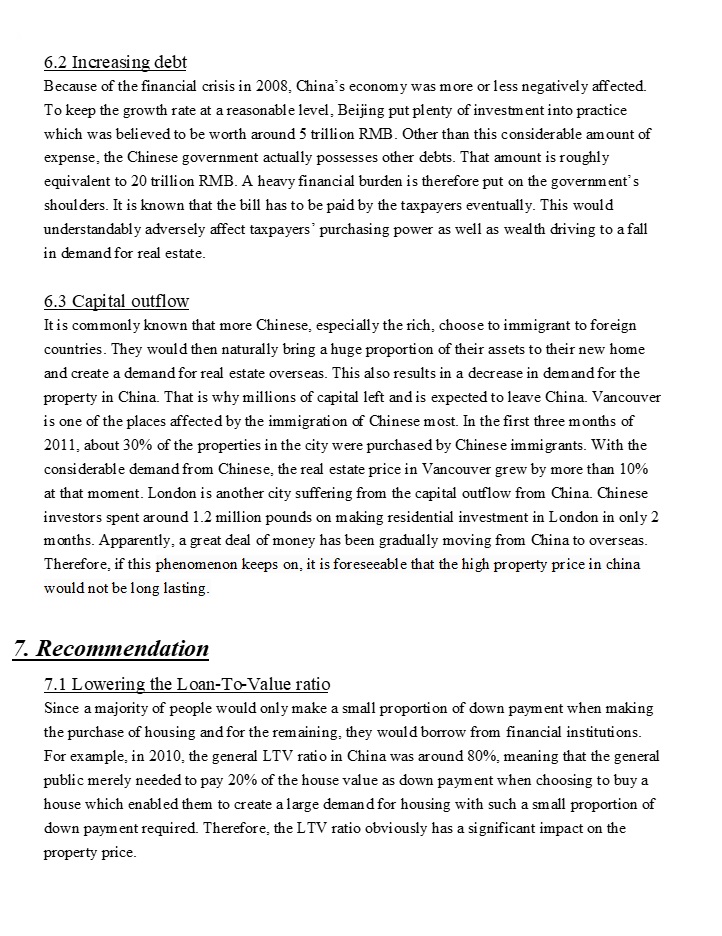 6.2 Increasing debt
Because of the financial crisis in 2008, China's economy was more or less negatively affected.
To keep the growth rate at a reasonable level, Beijing put plenty of investment into practice
which was believed to be worth around 5 trillion RMB. Other than this considerable amount of
expense, the Chinese government actually possesses other debts. That amount is roughly
equivalent to 20 trillion RMB. A heavy financial burden is therefore put on the government's
shoulders. It is known that the bill has to be paid by the taxpayers eventually. This would
understandably adversely affect taxpayers' purchasing power as well as wealth driving to a fall
in demand for real estate.
6.3 Capital outflow
It is commonly known that more Chinese, especially the rich, choose to immigrant to foreign
countries. They would then naturally bring a huge proportion of their assets to their new home
and create a demand for real estate overseas. This also results in a decrease in demand for the
property in China. That is why millions of capital left and is expected to leave China. Vancouver
is one of the places affected by the immigration of Chinese most. In the first three months of
2011, about 30% of the properties in the city were purchased by Chinese immigrants. With the
considerable demand from Chinese, the real estate price in Vancouver grew by more than 10%
at that moment. London is another city suffering from the capital outflow from China. Chinese
investors spent around 1.2 million pounds on making residential investment in London in only 2
months. Apparently, a great deal of money has been gradually moving from China to overseas.
Therefore, if this phenomenon keeps on, it is foreseeable that the high property price in china
would not be long lasting.
7. Recommendation
7.1 Lowering the Loan-To-Value ratio
Since a majority of people would only make a small proportion of down payment when making
the purchase of housing and for the remaining, they would borrow from financial institutions.
For example, in 2010, the general LTV ratio in China was around 80%, meaning that the general
public merely needed to pay 20% of the house value as down payment when choosing to buy a
house which enabled them to create a large demand for housing with such a small proportion of
down payment required. Therefore, the LTV ratio obviously has a significant impact on the
property price.